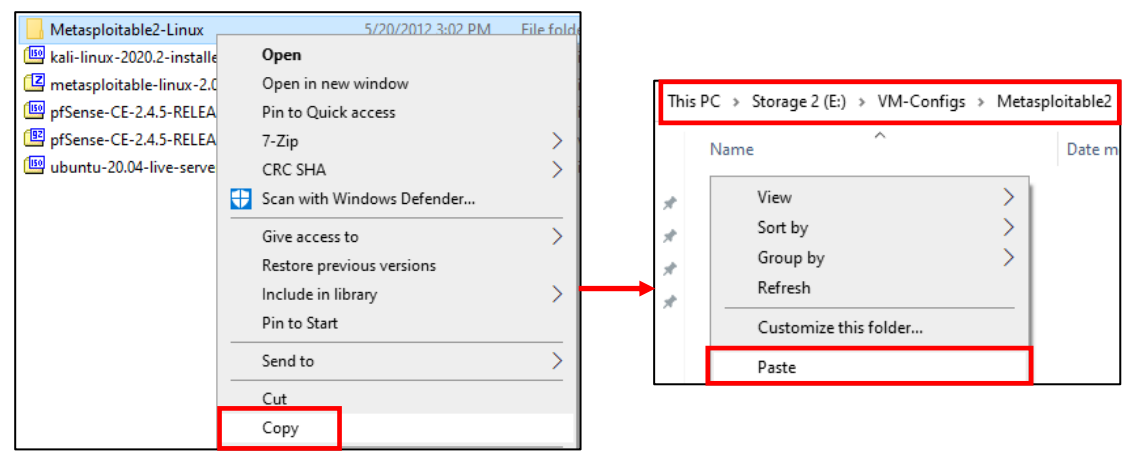 Metasploitable2-Linux 5/20/2012 3:02 PM File folde
kali-linux-2020.2-installe
metasploitable-linux-2.0
pfSense-CE-2.4.5-RELEA
pfSense-CE-2.4.5-RELEA
ubuntu-20.04-live-serve
Open
Open in new window
Pin to Quick access
7-Zip
CRC SHA
Scan with Windows Defender...
Give access to
Restore previous versions
Include in library
Pin to Start
Send to
Cut
Copy
This PC > Storage 2 (E:) > VM-Configs > Metasploitable2
Name Date m
View
Sort by
Group by
Refresh
Customize this folder...
Paste